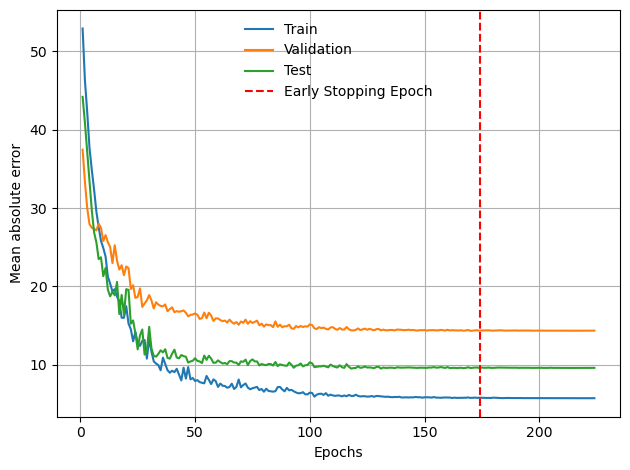 Train
Validation
Test
Early Stopping Epoch
Mean absolute error
50
40
30
20
10
0
50
100
150
200
Epochs